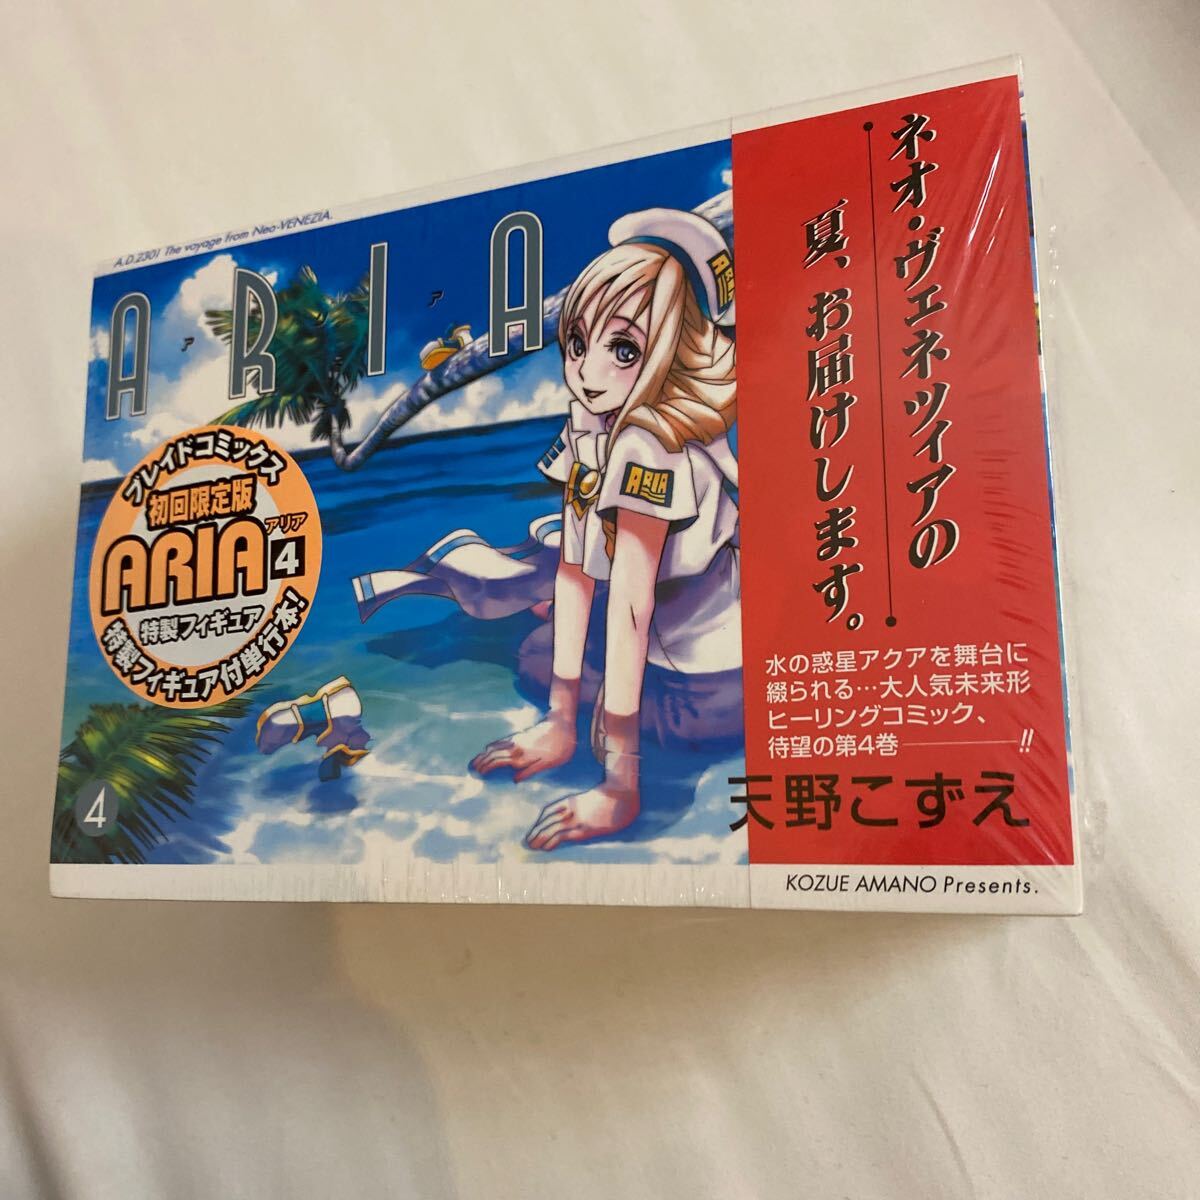 A.D.2301 The voyage from Neo-VENEZIA.
ARIA
ア リ ア
ARIA
ARIA
ブレイドコミックス
初回限定版
アリア
ARIA 4
特製フィギュア
特製フィギュア付単行本!
4
ネオ・ヴェネツィアの
夏、お届けします。
水の惑星アクアを舞台に
綴られる…大人気未来形
ヒーリングコミック、
待望の第4巻――!!
天野こずえ
KOZUE AMANO Presents.